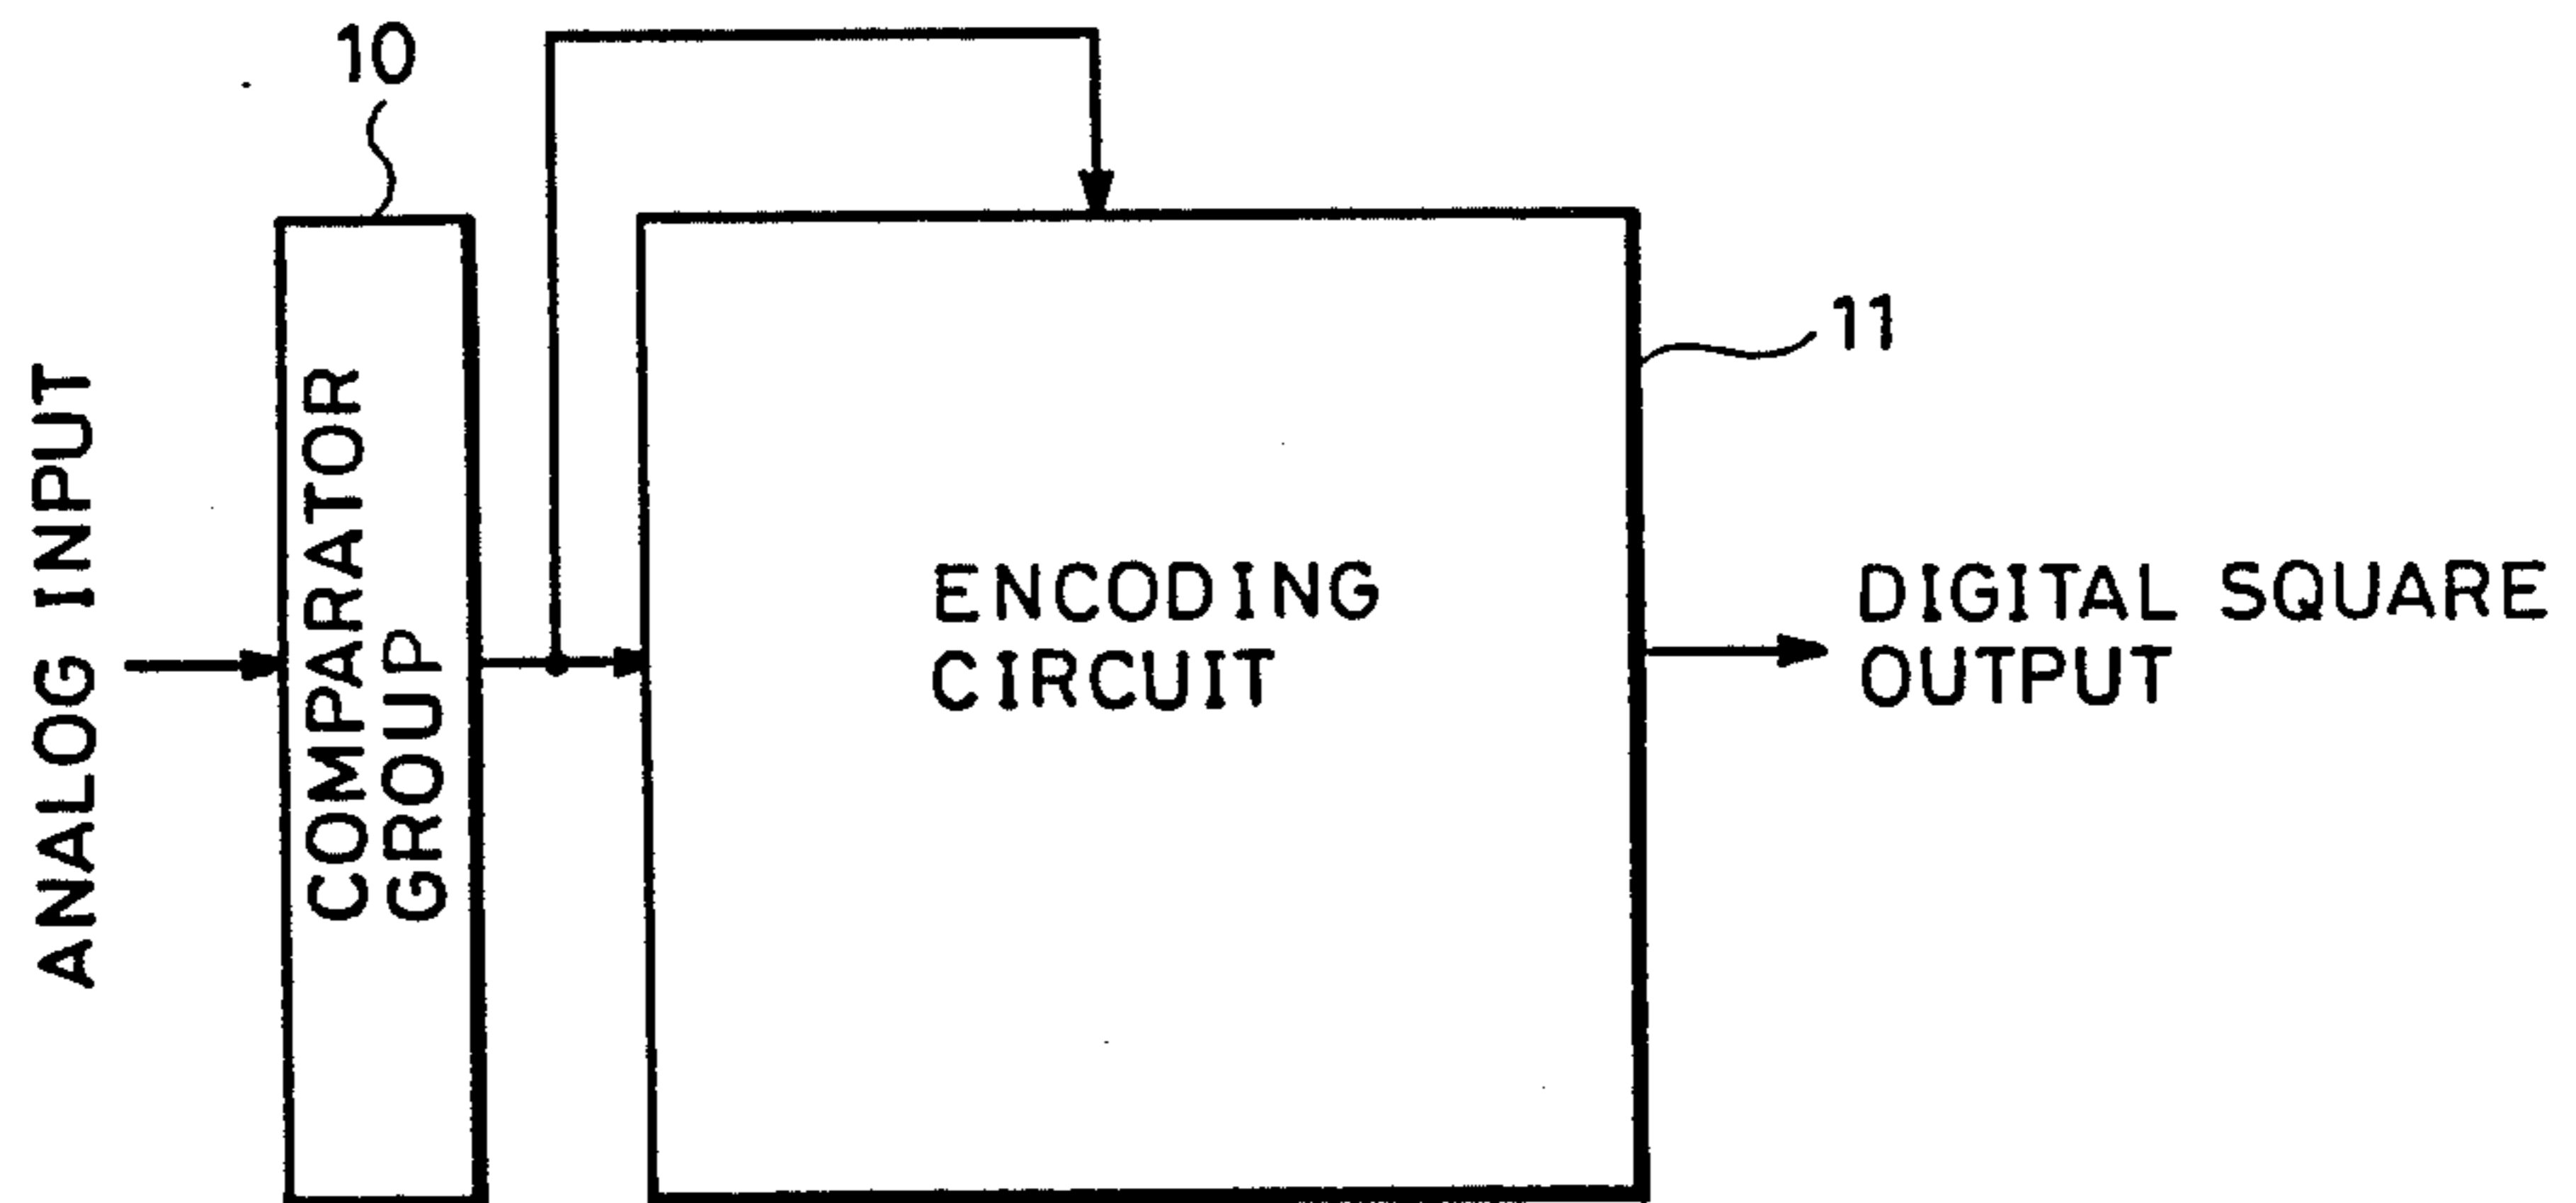 10
11
ANALOG INPUT
COMPARATOR
GROUP
ENCODING
CIRCUIT
DIGITAL SQUARE
OUTPUT